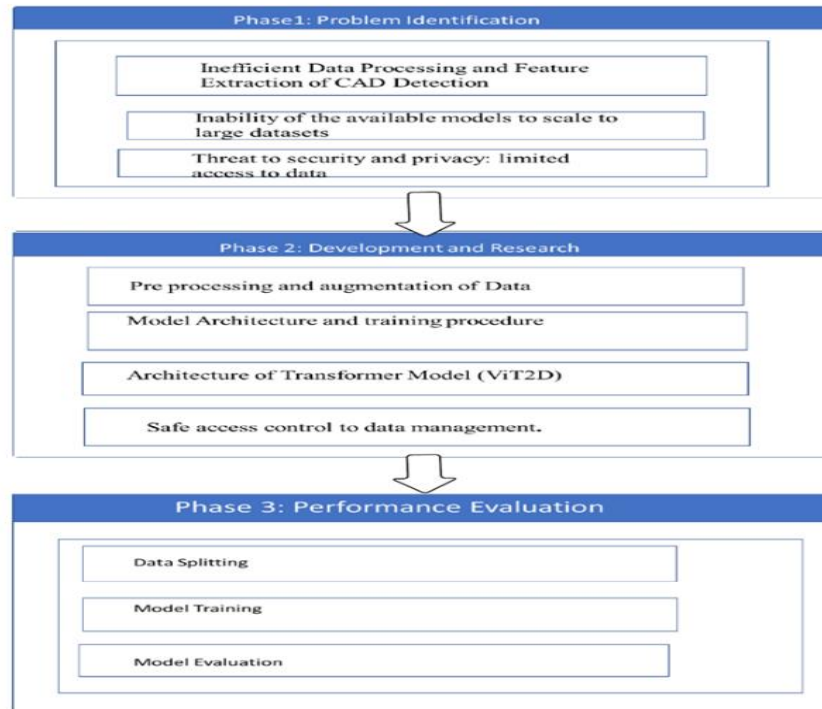 Phase1: Problem Identification
Inefficient Data Processing and Feature
Extraction of CAD Detection
Inability of the available models to scale to
large datasets
Threat to security and privacy: limited
access to data
Phase 2: Development and Research
Pre processing and augmentation of Data
Model Architecture and training procedure
Architecture of Transformer Model (ViT2D)
Safe access control to data management.
Phase 3: Performance Evaluation
Data Splitting
Model Training
Model Evaluation